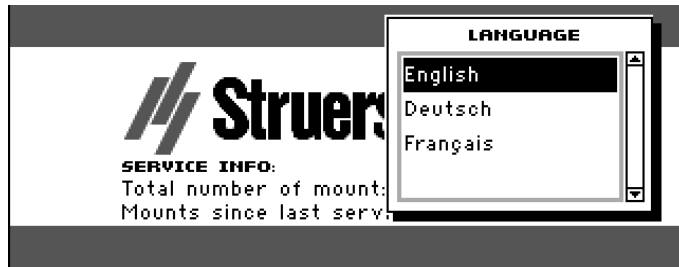 LANGUAGE
English
Deutsch
Français
Struers
SERVICE INFO:
Total number of mount
Mounts since last serv